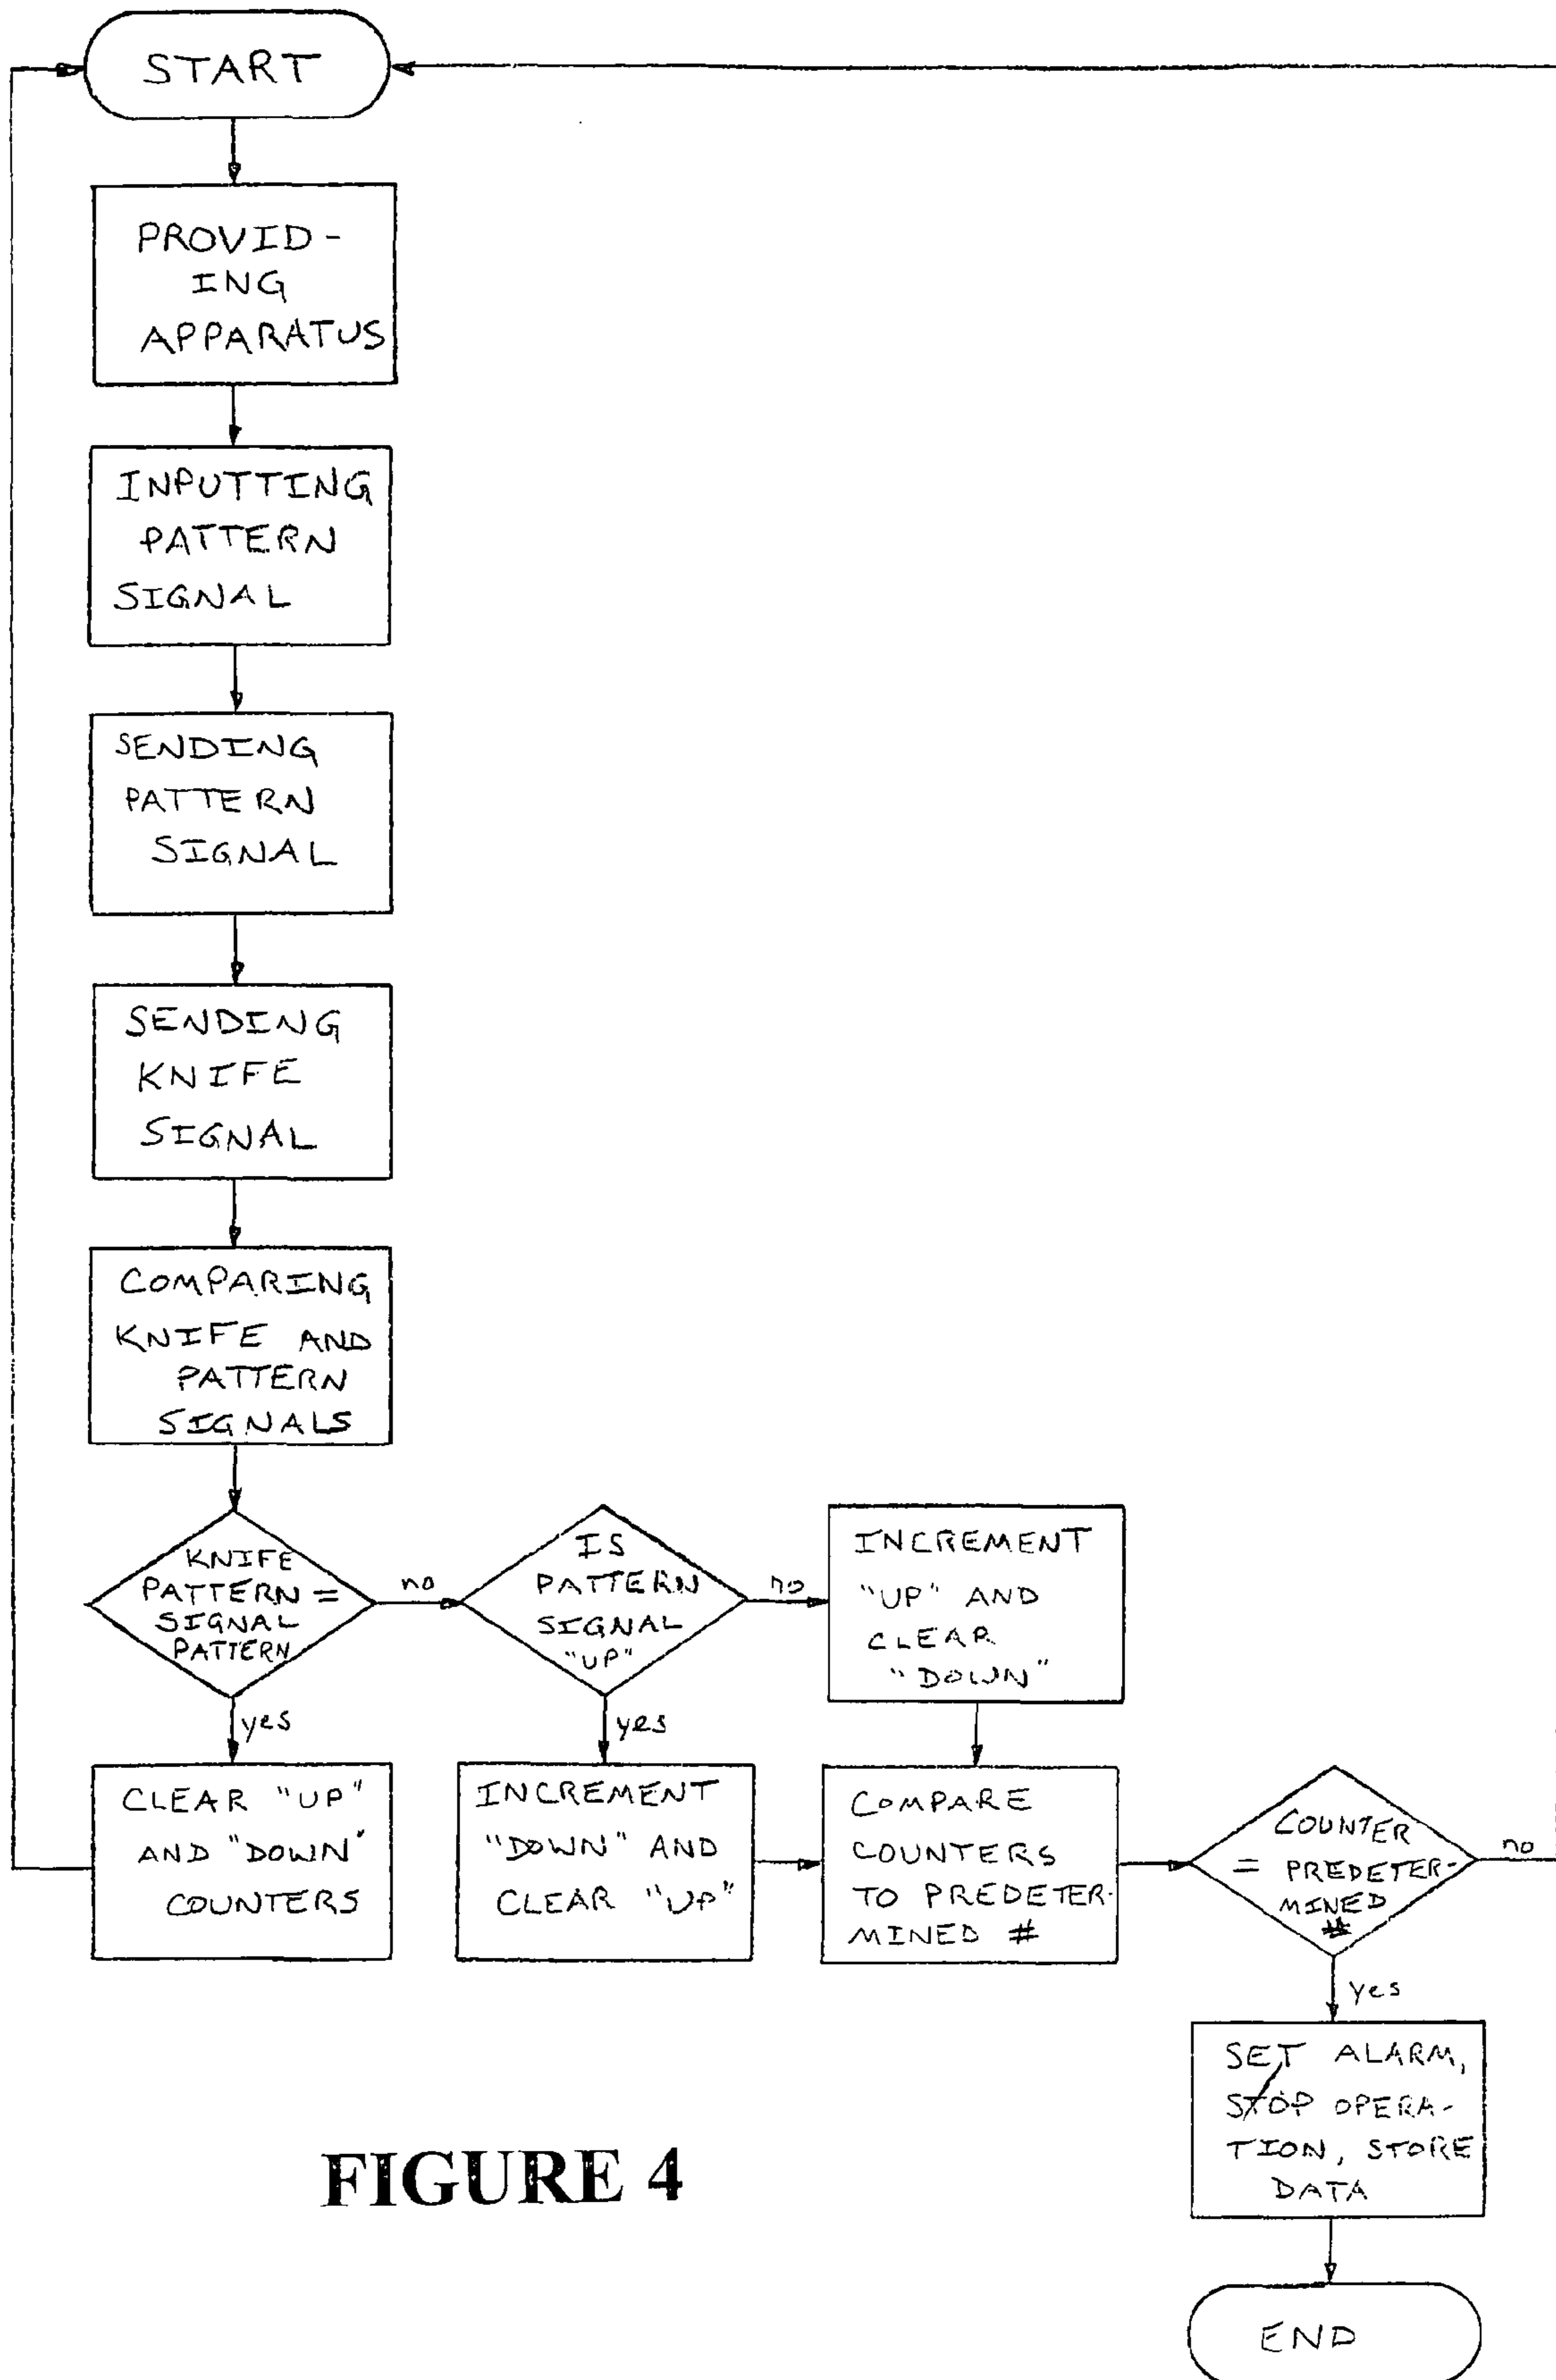 START
PROVID-
ING
APPARATUS
INPUTTING
PATTERN
SIGNAL
SENDING
PATTERN
SIGNAL
SENDING
KNIFE
SIGNAL
COMPARING
KNIFE AND
PATTERN
SIGNALS
KNIFE
PATTERN =
SIGNAL
PATTERN
no
yes
IS
PATTERN
SIGNAL
"UP"
no
yes
INCREMENT
"UP" AND
CLEAR
"DOWN"
CLEAR "UP"
AND "DOWN"
COUNTERS
INCREMENT
"DOWN" AND
CLEAR "UP"
COMPARE
COUNTERS
TO PREDETER-
MINED #
COUNTER
= PREDETER-
MINED
#
no
yes
SET ALARM,
STOP OPERA-
TION, STORE
DATA
END
FIGURE 4